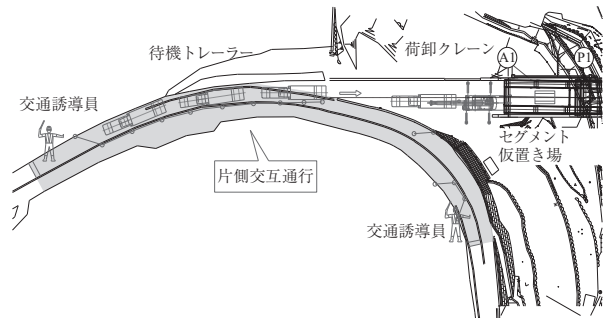 待機トレーラー
荷卸クレーン
A1
P1
交通誘導員
セグメント
仮置き場
片側交互通行
交通誘導員